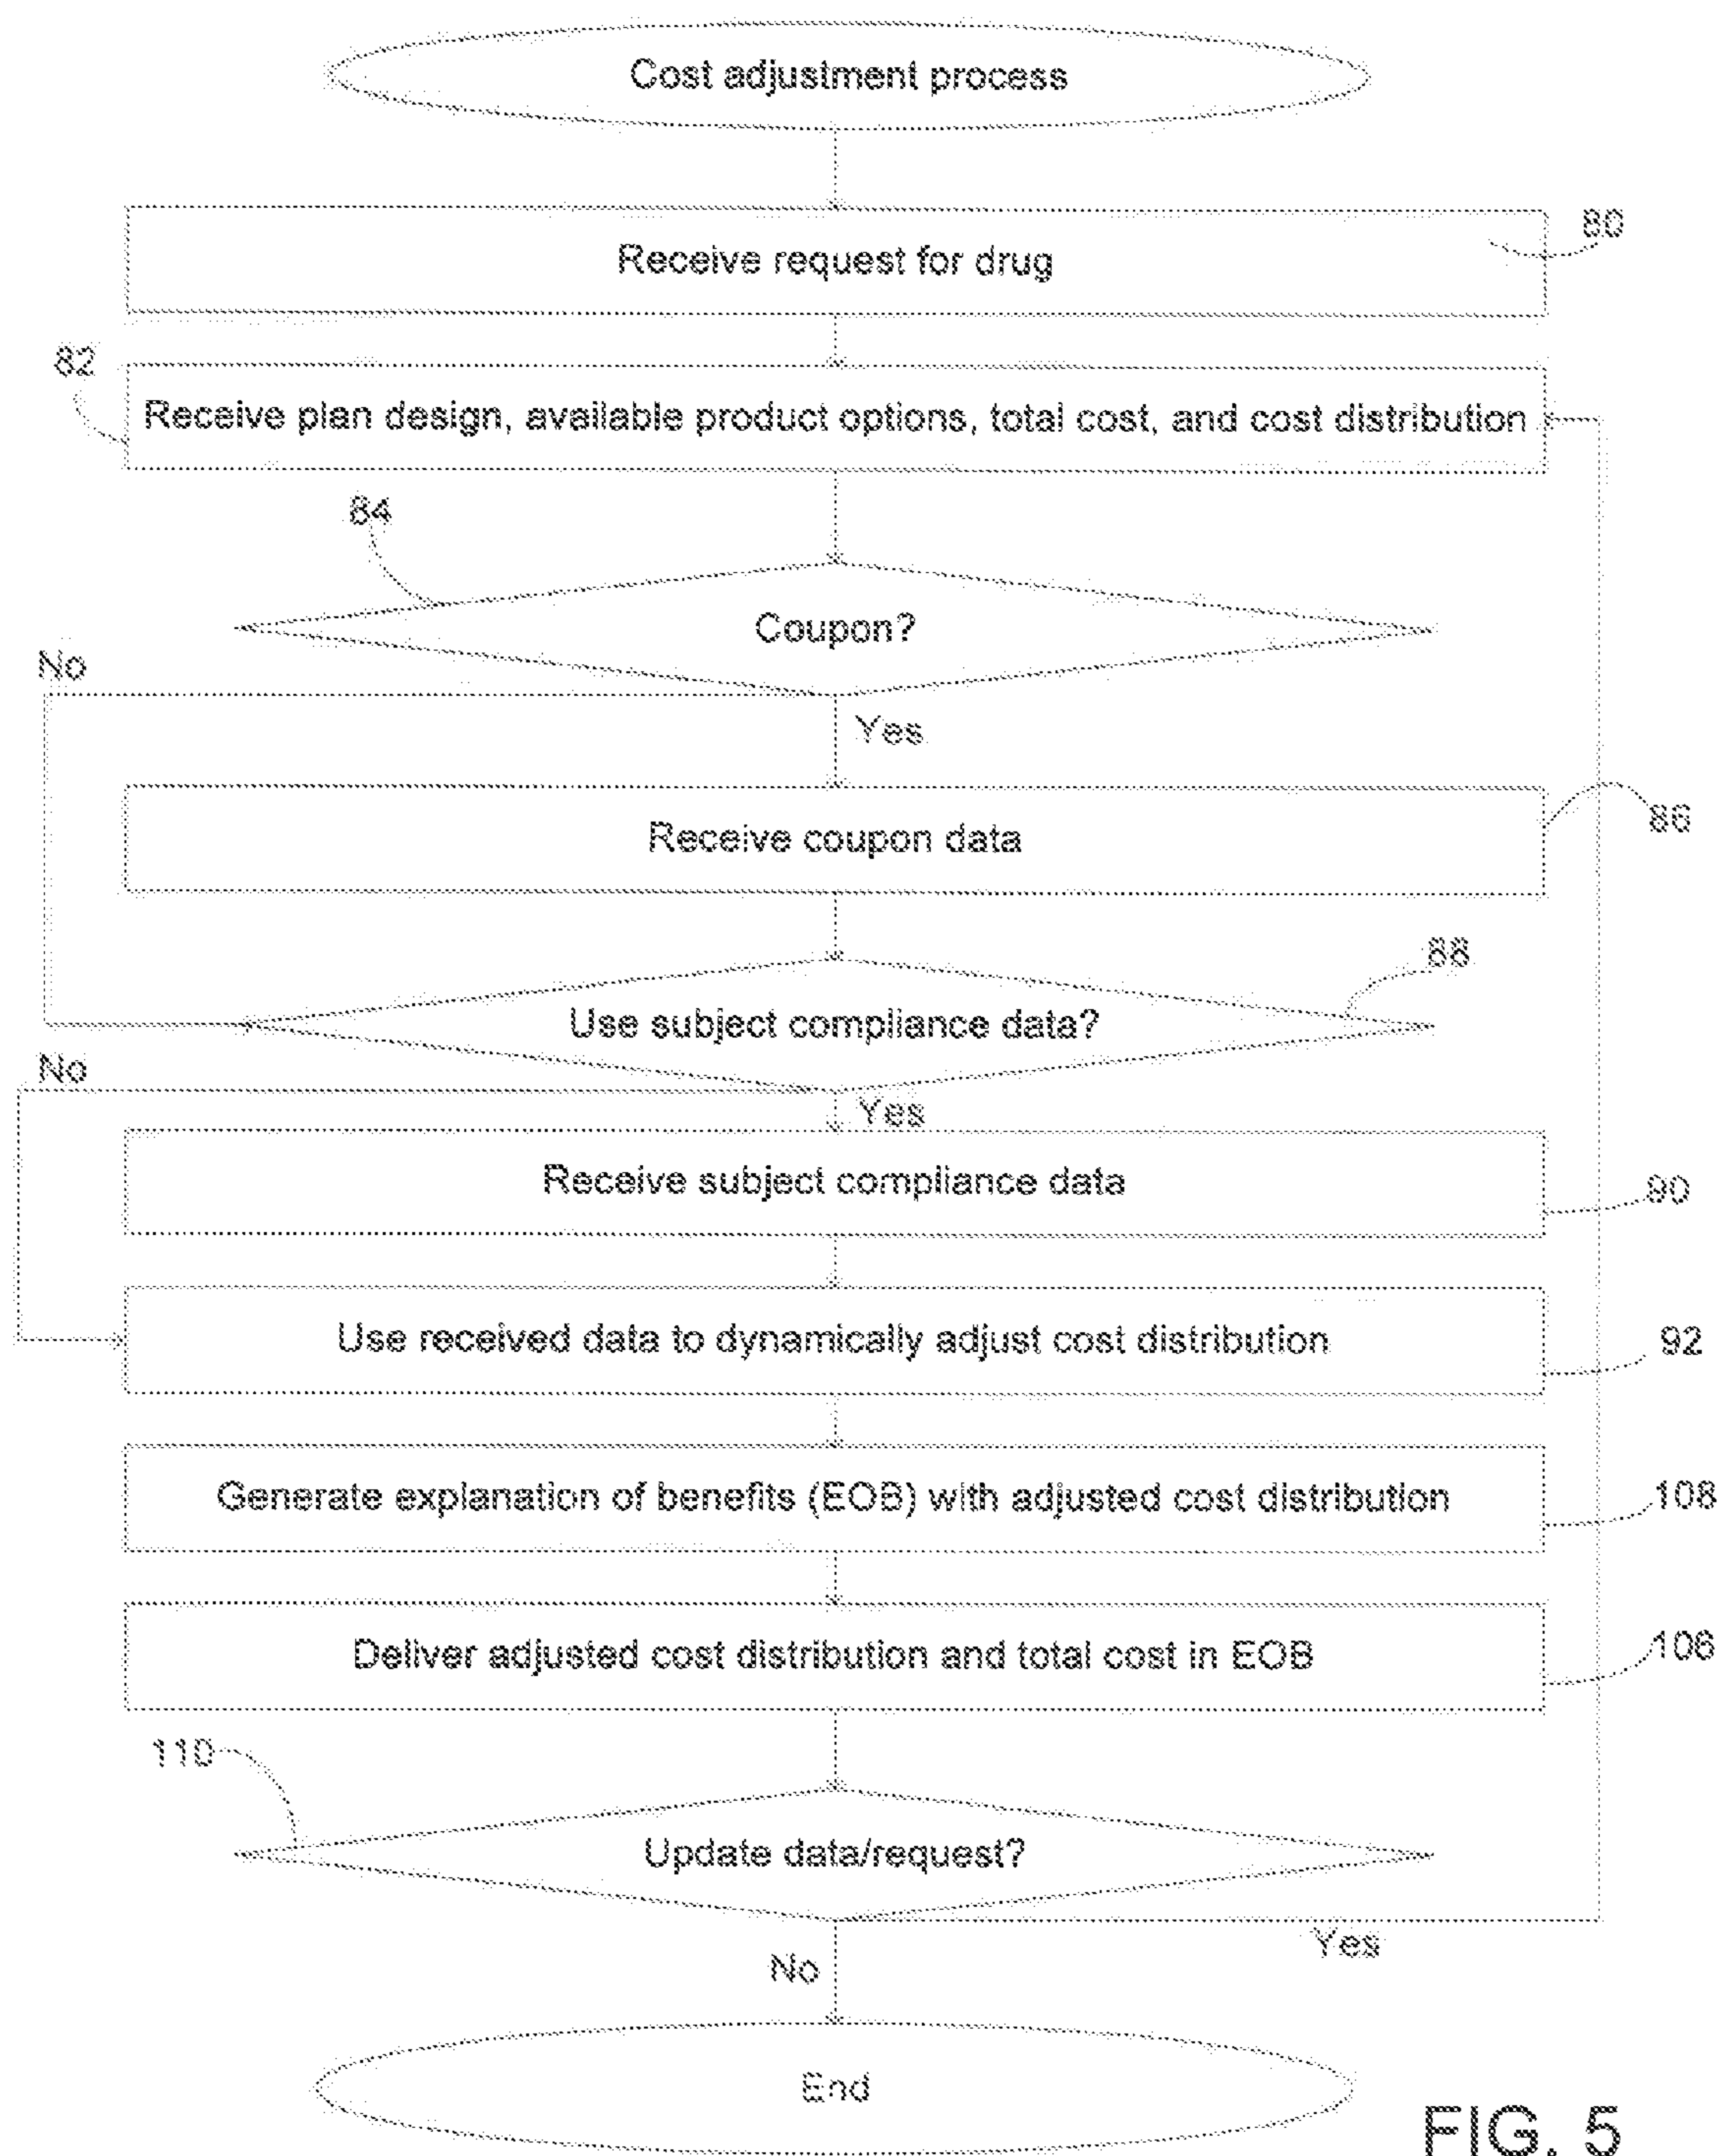 Cost adjustment process
80
Receive request for drug
82
Receive plan design, available product options, total cost, and cost distribution
84
Coupon?
No
Yes
86
Receive coupon data
88
Use subject compliance data?
No
Yes
Receive subject compliance data
90
Use received data to dynamically adjust cost distribution
92
Generate explanation of benefits (EOB) with adjusted cost distribution
108
Deliver adjusted cost distribution and total cost in EOB
106
110
Update data/request?
Yes
No
End
FIG. 5